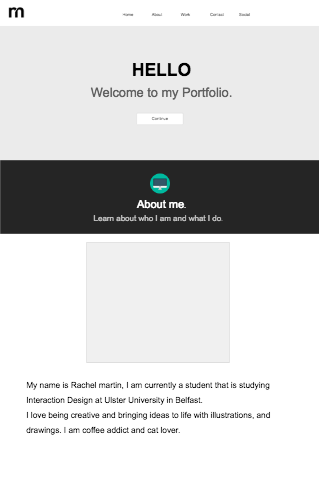 m
Home About Work Contact Social
HELLO
Welcome to my Portfolio.
Continue
About me.
Learn about who I am and what I do.
My name is Rachel martin, I am currently a student that is studying
Interaction Design at Ulster University in Belfast.
I love being creative and bringing ideas to life with illustrations, and
drawings. I am coffee addict and cat lover.